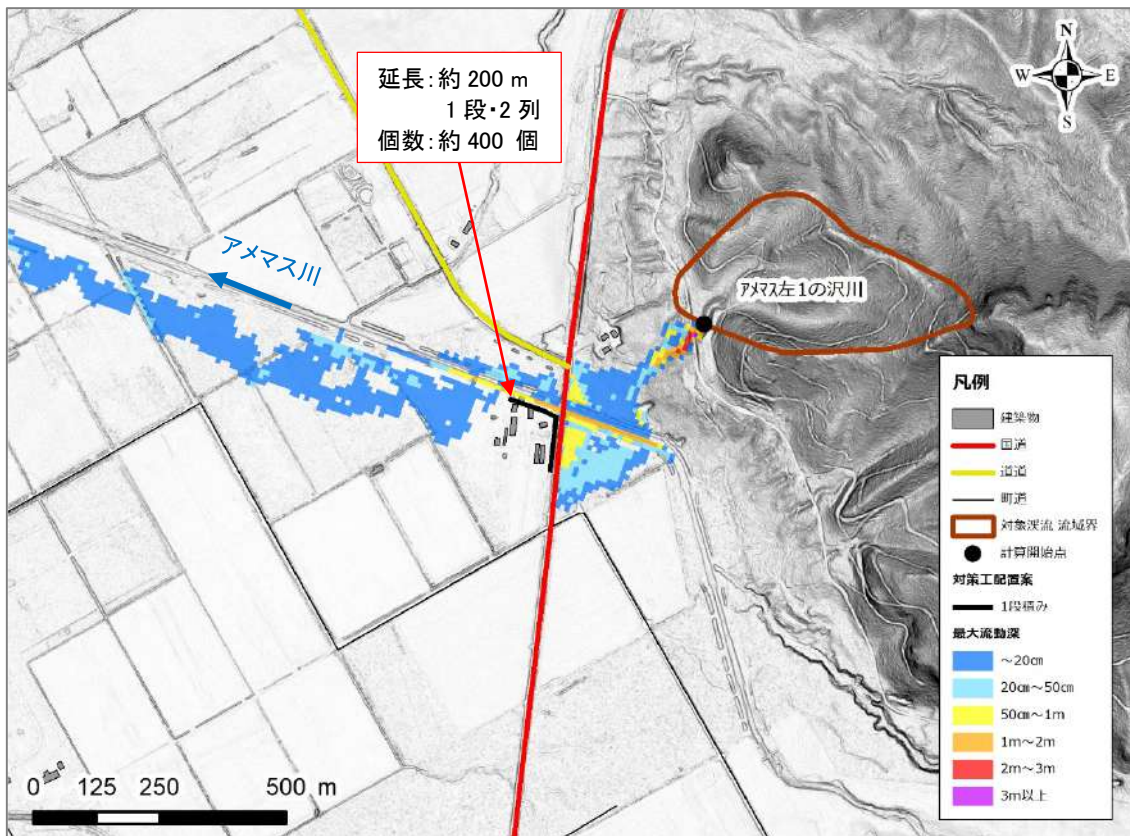 延長：約 200 m
1 段・2 列
個数：約 400 個
N
W
E
S
アメマス川
アメマス左1の沢川
凡例
建築物
国道
道道
町道
対象渓流 流域界
計算開始点
対策工配置案
1段積み
最大流動深
～20㎝
20㎝～50㎝
50㎝～1m
1m～2m
2m～3m
3m以上
0 125 250 500 m